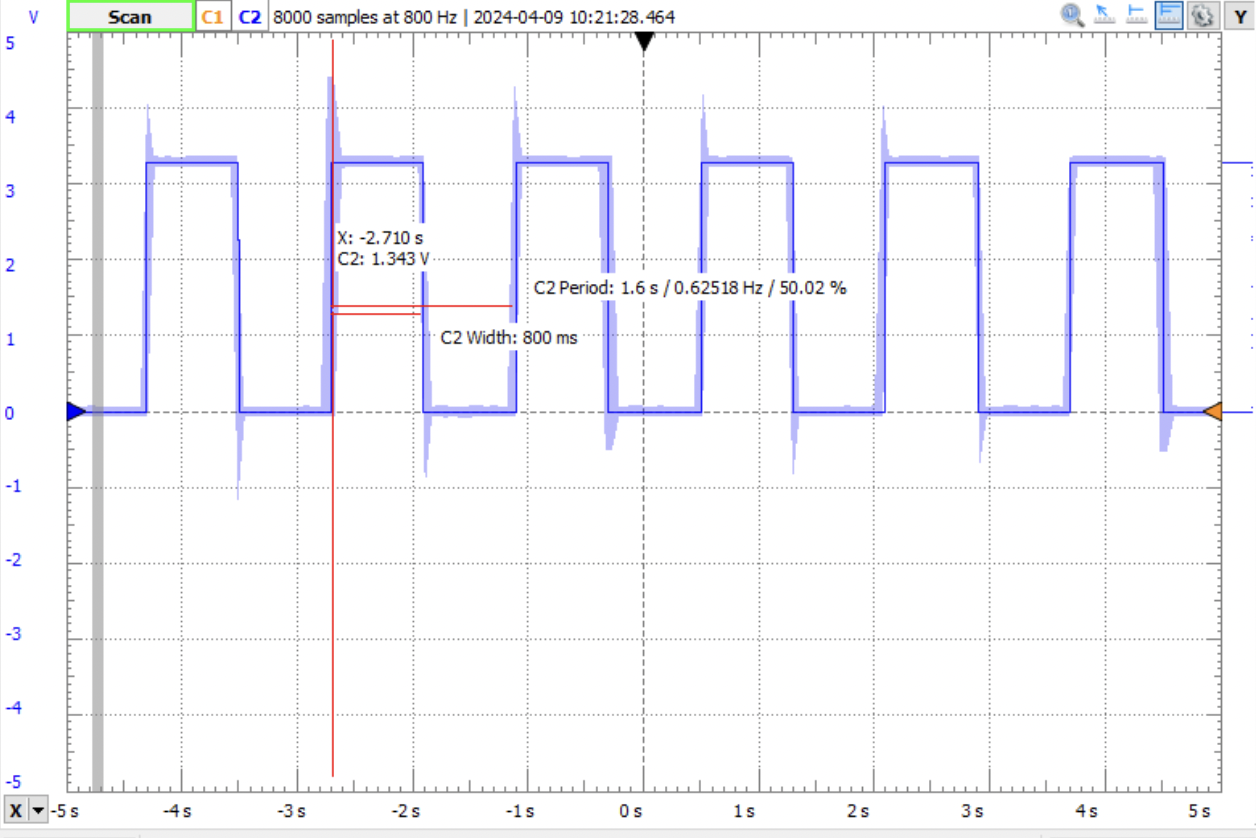 V Scan C1 C2 8000 samples at 800 Hz | 2024-04-09 10:21:28.464 Y
5
4
3
2
1
0
-1
-2
-3
-4
-5
X: -2.710 s
C2: 1.343 V
C2 Period: 1.6 s / 0.62518 Hz / 50.02 %
C2 Width: 800 ms
X -5 s -4 s -3 s -2 s -1 s 0 s 1 s 2 s 3 s 4 s 5 s